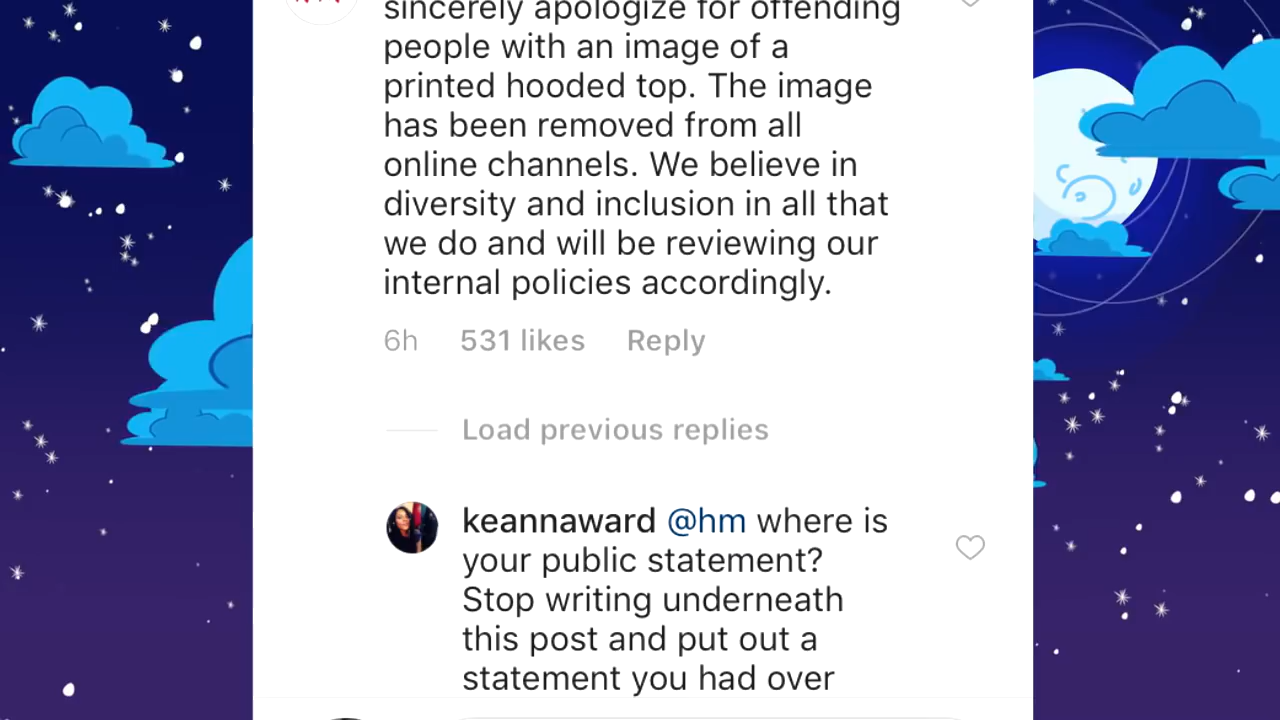 sincerely apologize for offending
people with an image of a
printed hooded top. The image
has been removed from all
online channels. We believe in
diversity and inclusion in all that
we do and will be reviewing our
internal policies accordingly.
6h 531 likes Reply
Load previous replies
keannaward @hm where is
your public statement?
Stop writing underneath
this post and put out a
statement you had over